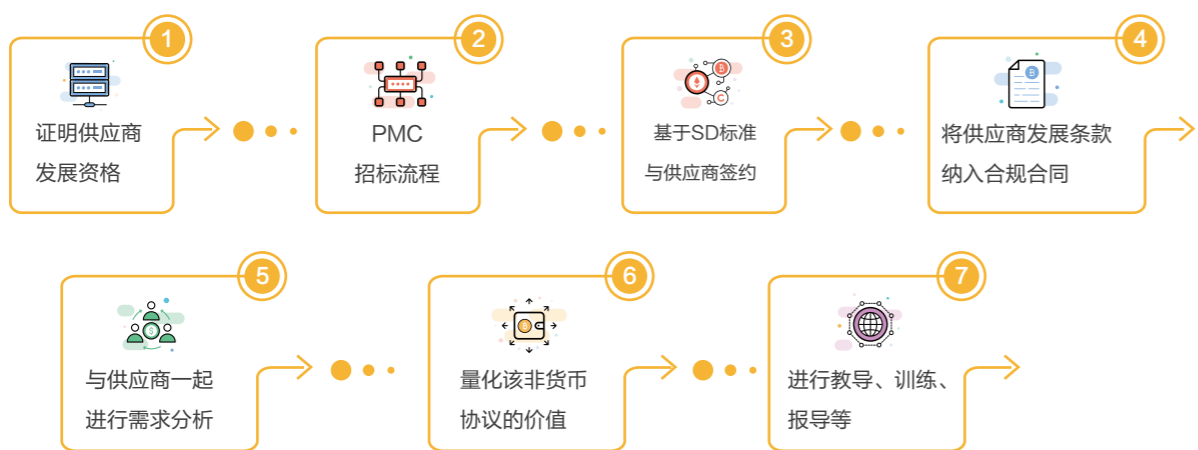 1
证明供应商
发展资格
2
PMC
招标流程
3
基于SD标准
与供应商签约
4
将供应商发展条款
纳入合规合同
5
与供应商一起
进行需求分析
6
量化该非货币
协议的价值
7
进行教导、训练、
报导等